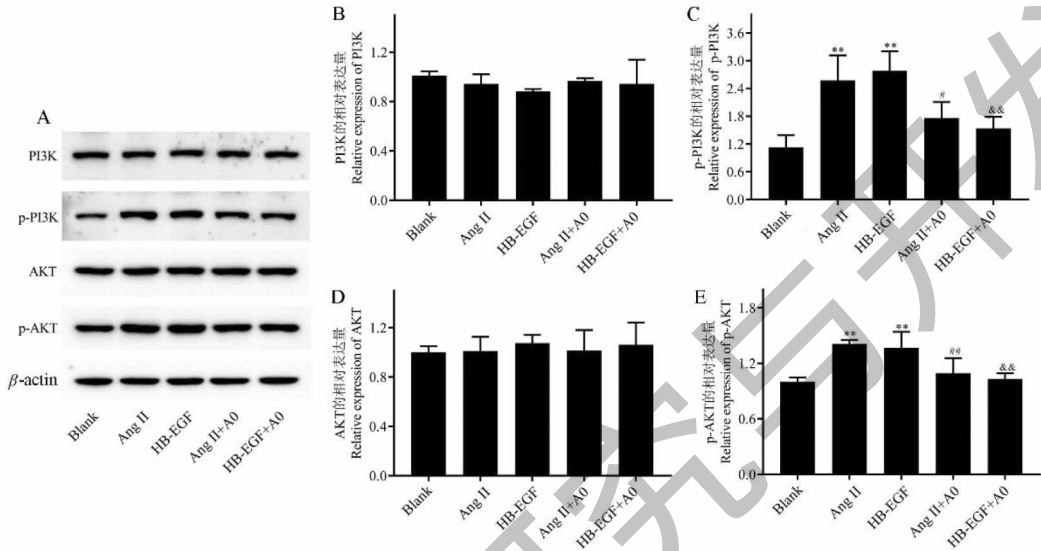 A
PI3K
p-PI3K
AKT
p-AKT
β-actin
Blank
Ang II
HB-EGF
Ang II+A0
HB-EGF+A0
B
PI3K的相对表达量
Relative expression of PI3K
1.2
0.8
0.4
0.0
Blank
Ang II
HB-EGF
Ang II+A0
HB-EGF+A0
C
p-PI3K的相对表达量
Relative expression of p-PI3K
3.6
3.0
2.4
1.8
1.2
0.6
**
**
#
&&
Blank
Ang II
HB-EGF
Ang II+A0
HB-EGF+A0
D
AKT的相对表达量
Relative expression of AKT
1.2
0.8
0.4
0.0
Blank
Ang II
HB-EGF
Ang II+A0
HB-EGF+A0
E
p-AKT的相对表达量
Relative expression of p-AKT
1.8
1.2
0.6
0.0
**
**
##
&&
Blank
Ang II
HB-EGF
Ang II+A0
HB-EGF+A0
究与开发